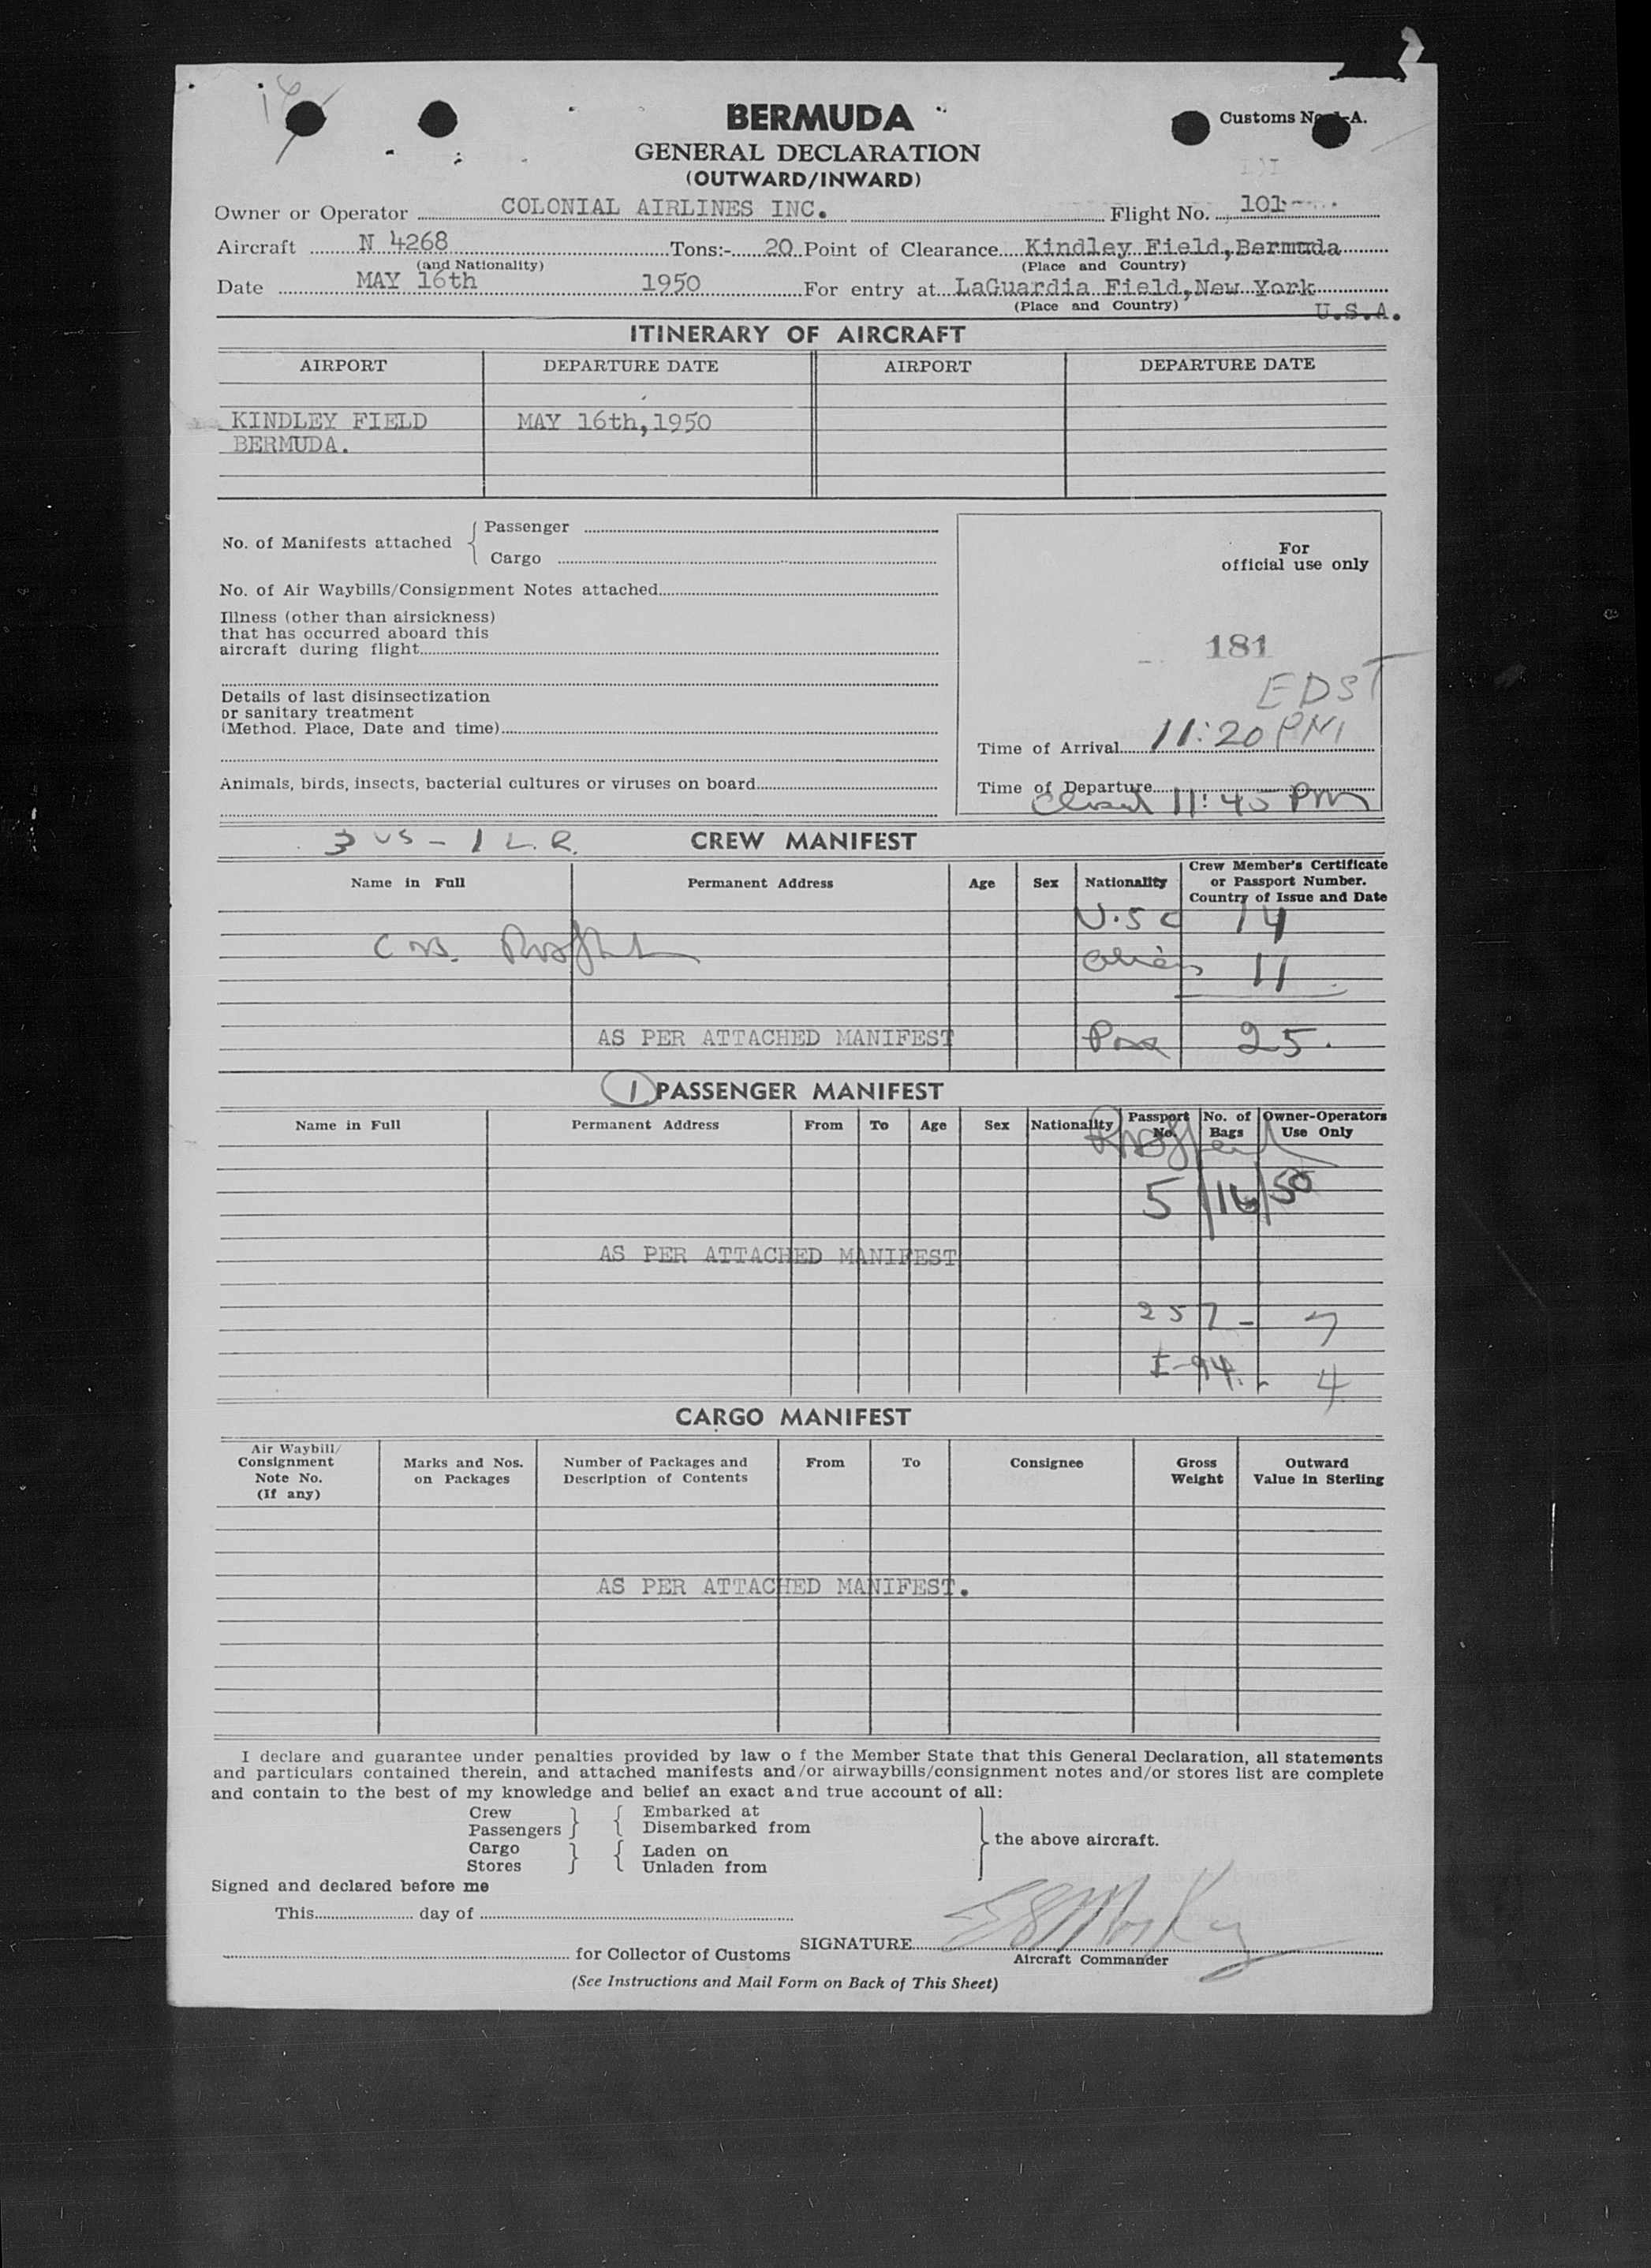 BERMUDA
Customs No. -A.
GENERAL DECLARATION
(OUTWARD/INWARD)
Owner or Operator COLONIAL AIRLINES INC. Flight No. 101
Aircraft N 4268 Tons:- 20 Point of Clearance Kindley Field, Bermuda
(and Nationality) (Place and Country)
Date MAY 16th 1950 For entry at LaGuardia Field, New York
(Place and Country) U.S.A.
ITINERARY OF AIRCRAFT
AIRPORT DEPARTURE DATE AIRPORT DEPARTURE DATE
KINDLEY FIELD MAY 16th, 1950
BERMUDA.
No. of Manifests attached Passenger
Cargo
For
official use only
No. of Air Waybills/Consignment Notes attached
Illness (other than airsickness)
that has occurred aboard this
aircraft during flight
181
EDST
Details of last disinsectization
or sanitary treatment
(Method. Place, Date and time)
Time of Arrival 11:20 PM
Animals, birds, insects, bacterial cultures or viruses on board
Time of Departure
11:45 PM
3 US - 1 L.R. CREW MANIFEST
Name in Full Permanent Address Age Sex Nationality Crew Member's Certificate
or Passport Number.
Country of Issue and Date
U.S C 14
Alien 11
AS PER ATTACHED MANIFEST Pax 25.
1 PASSENGER MANIFEST
Name in Full Permanent Address From To Age Sex Nationality Passport No. No. of Bags Owner-Operators Use Only
5/16/50
AS PER ATTACHED MANIFEST
257 - 7
I-94. - 4
CARGO MANIFEST
Air Waybill/
Consignment
Note No.
(If any)
Marks and Nos.
on Packages
Number of Packages and
Description of Contents
From To Consignee Gross
Weight
Outward
Value in Sterling
AS PER ATTACHED MANIFEST.
I declare and guarantee under penalties provided by law o f the Member State that this General Declaration, all statements
and particulars contained therein, and attached manifests and/or airwaybills/consignment notes and/or stores list are complete
and contain to the best of my knowledge and belief an exact and true account of all:
Crew Embarked at
Passengers Disembarked from
the above aircraft.
Cargo Laden on
Stores Unladen from
Signed and declared before me
This day of
for Collector of Customs SIGNATURE
Aircraft Commander
(See Instructions and Mail Form on Back of This Sheet)